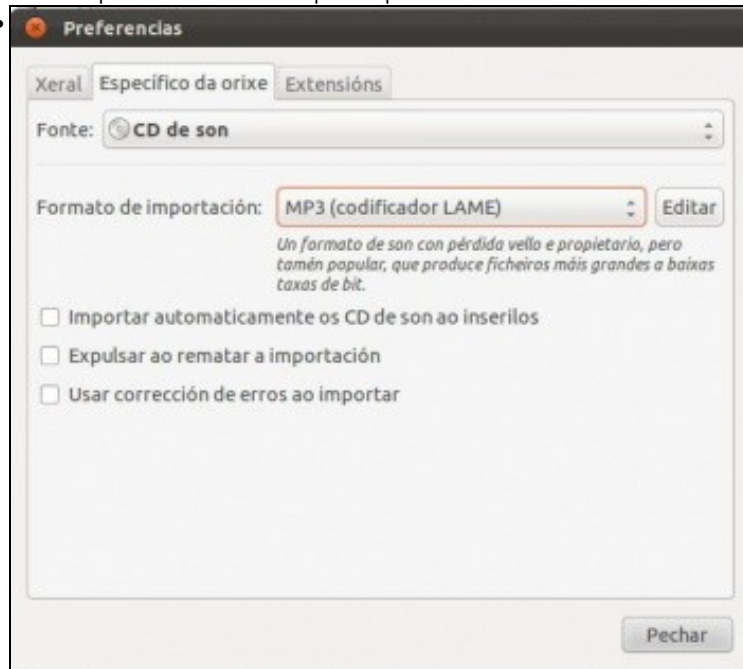 Preferencias
Xeral Específico da orixe Extensións
Fonte: CD de son
Formato de importación: MP3 (codificador LAME) Editar
Un formato de son con pérdida vello e propietario, pero
tamén popular, que produce ficheiros máis grandes a baixas
taxas de bit.
Importar automaticamente os CD de son ao inserilos
Expulsar ao rematar a importación
Usar corrección de erros ao importar
Pechar